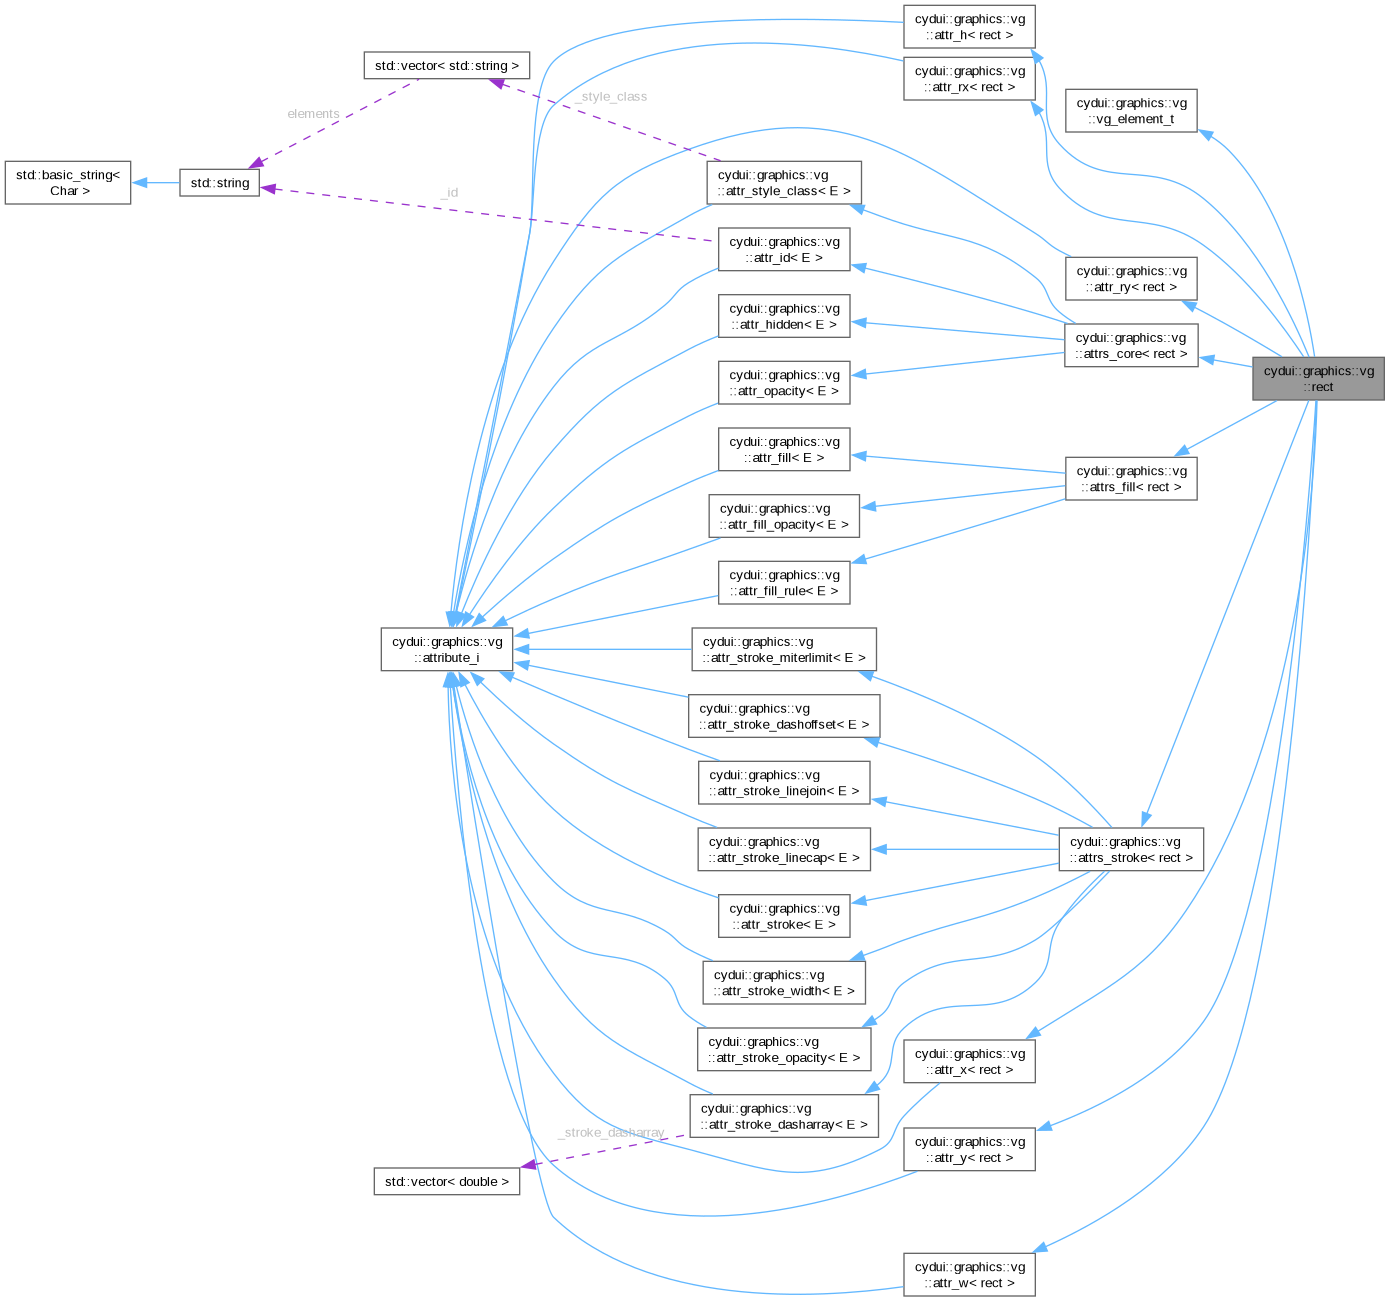 cydui::graphics::vg
::attr_h< rect >
std::vector< std::string >
cydui::graphics::vg
::attr_rx< rect >
_style_class
elements
cydui::graphics::vg
::vg_element_t
std::basic_string<
Char >
std::string
_id
cydui::graphics::vg
::attr_style_class< E >
cydui::graphics::vg
::attr_id< E >
cydui::graphics::vg
::attr_ry< rect >
cydui::graphics::vg
::attr_hidden< E >
cydui::graphics::vg
::attrs_core< rect >
cydui::graphics::vg
::attr_opacity< E >
cydui::graphics::vg
::rect
cydui::graphics::vg
::attr_fill< E >
cydui::graphics::vg
::attrs_fill< rect >
cydui::graphics::vg
::attr_fill_opacity< E >
cydui::graphics::vg
::attr_fill_rule< E >
cydui::graphics::vg
::attribute_i
cydui::graphics::vg
::attr_stroke_miterlimit< E >
cydui::graphics::vg
::attr_stroke_dashoffset< E >
cydui::graphics::vg
::attr_stroke_linejoin< E >
cydui::graphics::vg
::attr_stroke_linecap< E >
cydui::graphics::vg
::attrs_stroke< rect >
cydui::graphics::vg
::attr_stroke< E >
cydui::graphics::vg
::attr_stroke_width< E >
cydui::graphics::vg
::attr_stroke_opacity< E >
cydui::graphics::vg
::attr_x< rect >
cydui::graphics::vg
::attr_stroke_dasharray< E >
_stroke_dasharray
cydui::graphics::vg
::attr_y< rect >
std::vector< double >
cydui::graphics::vg
::attr_w< rect >